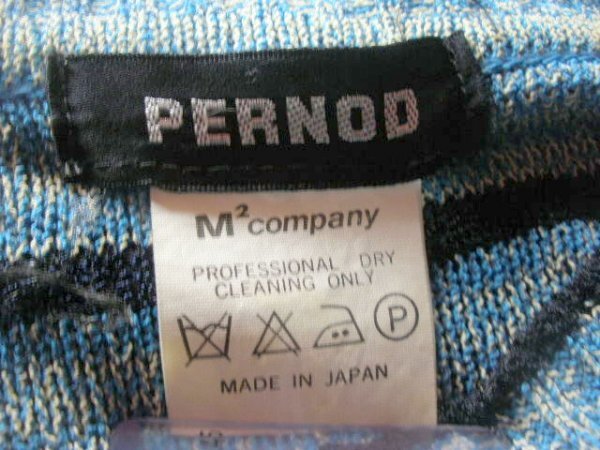 PERNOD
M² company
PROFESSIONAL DRY
CLEANING ONLY
P
MADE IN JAPAN